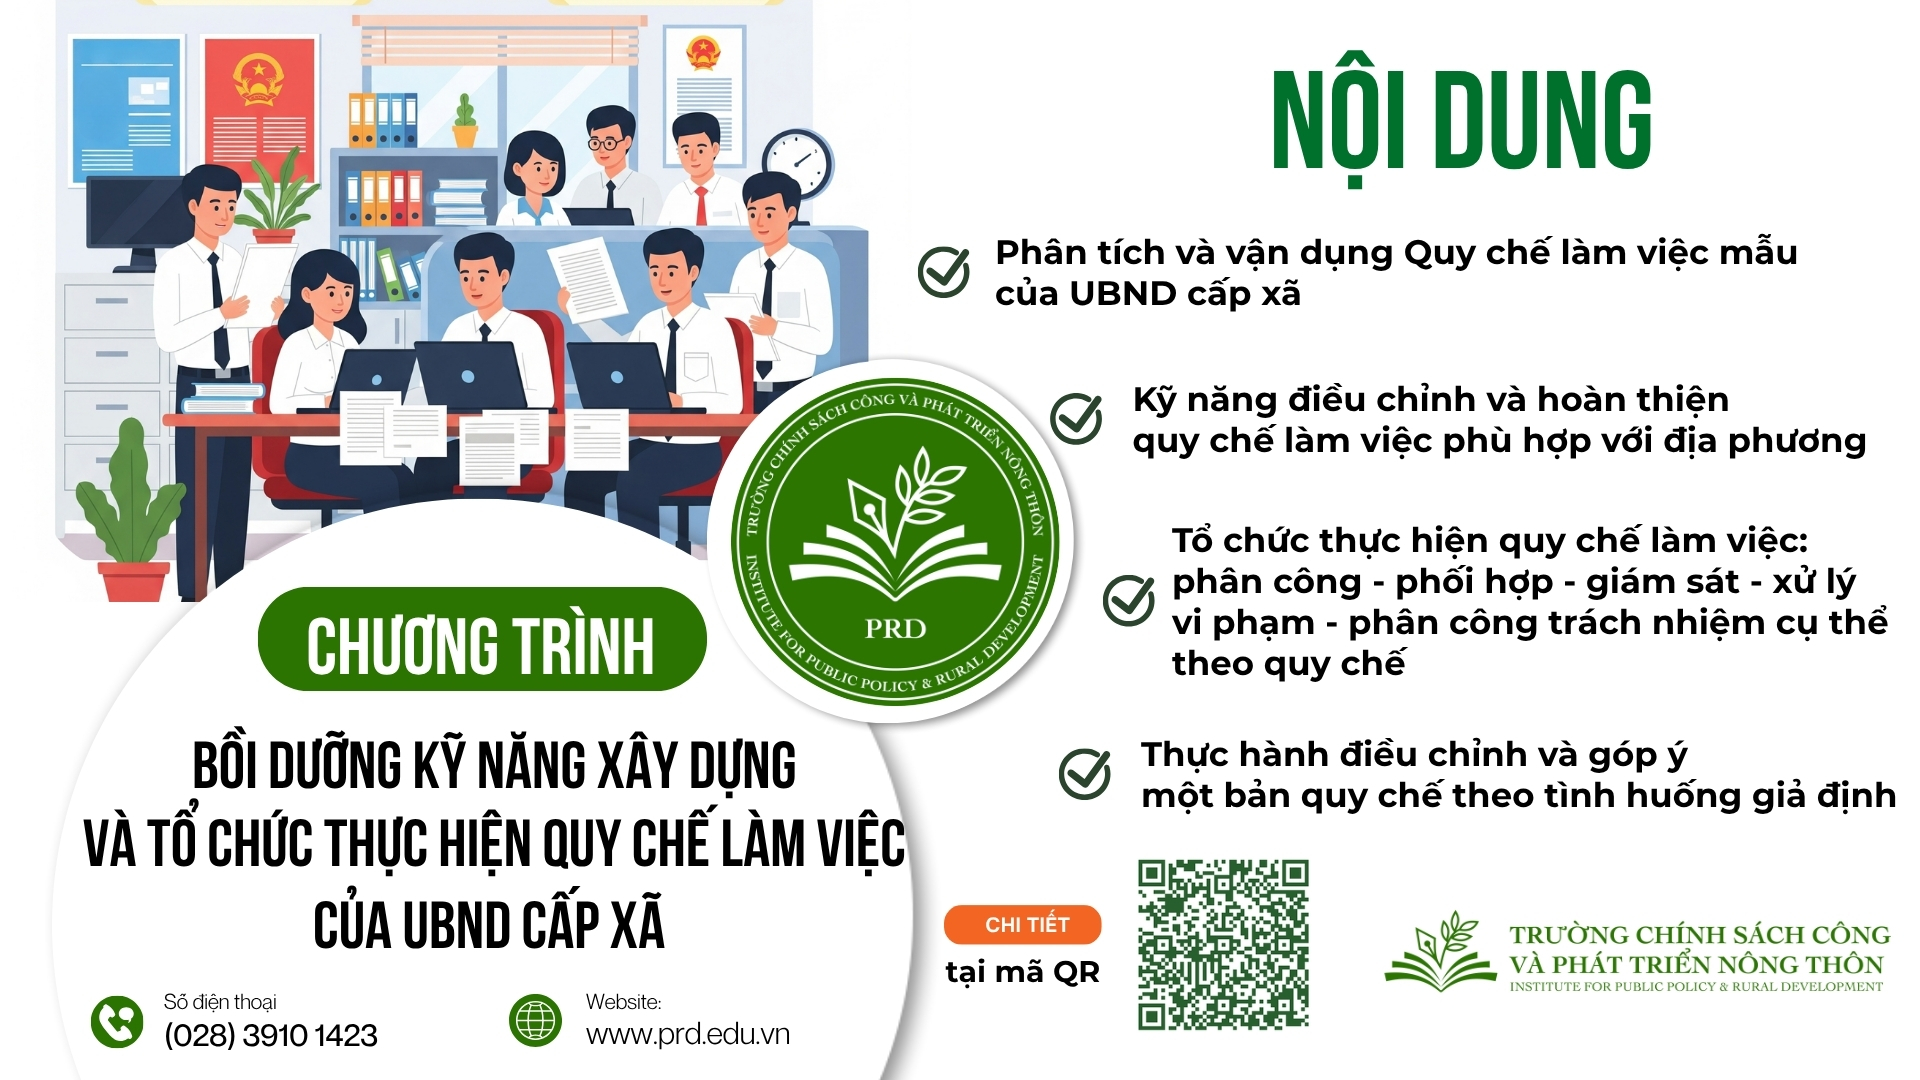 NỘI DUNG
Phân tích và vận dụng Quy chế làm việc mẫu
của UBND cấp xã
Kỹ năng điều chỉnh và hoàn thiện
quy chế làm việc phù hợp với địa phương
Tổ chức thực hiện quy chế làm việc:
phân công - phối hợp - giám sát - xử lý
vi phạm - phân công trách nhiệm cụ thể
theo quy chế
Thực hành điều chỉnh và góp ý
một bản quy chế theo tình huống giả định
TRƯỜNG CHÍNH SÁCH CÔNG VÀ PHÁT TRIỂN NÔNG THÔN
PRD
INSTITUTE FOR PUBLIC POLICY & RURAL DEVELOPMENT
CHƯƠNG TRÌNH
BỒI DƯỠNG KỸ NĂNG XÂY DỰNG
VÀ TỔ CHỨC THỰC HIỆN QUY CHẾ LÀM VIỆC
CỦA UBND CẤP XÃ
Số điện thoại
(028) 3910 1423
Website:
www.prd.edu.vn
CHI TIẾT
tại mã QR
TRƯỜNG CHÍNH SÁCH CÔNG
VÀ PHÁT TRIỂN NÔNG THÔN
INSTITUTE FOR PUBLIC POLICY & RURAL DEVELOPMENT